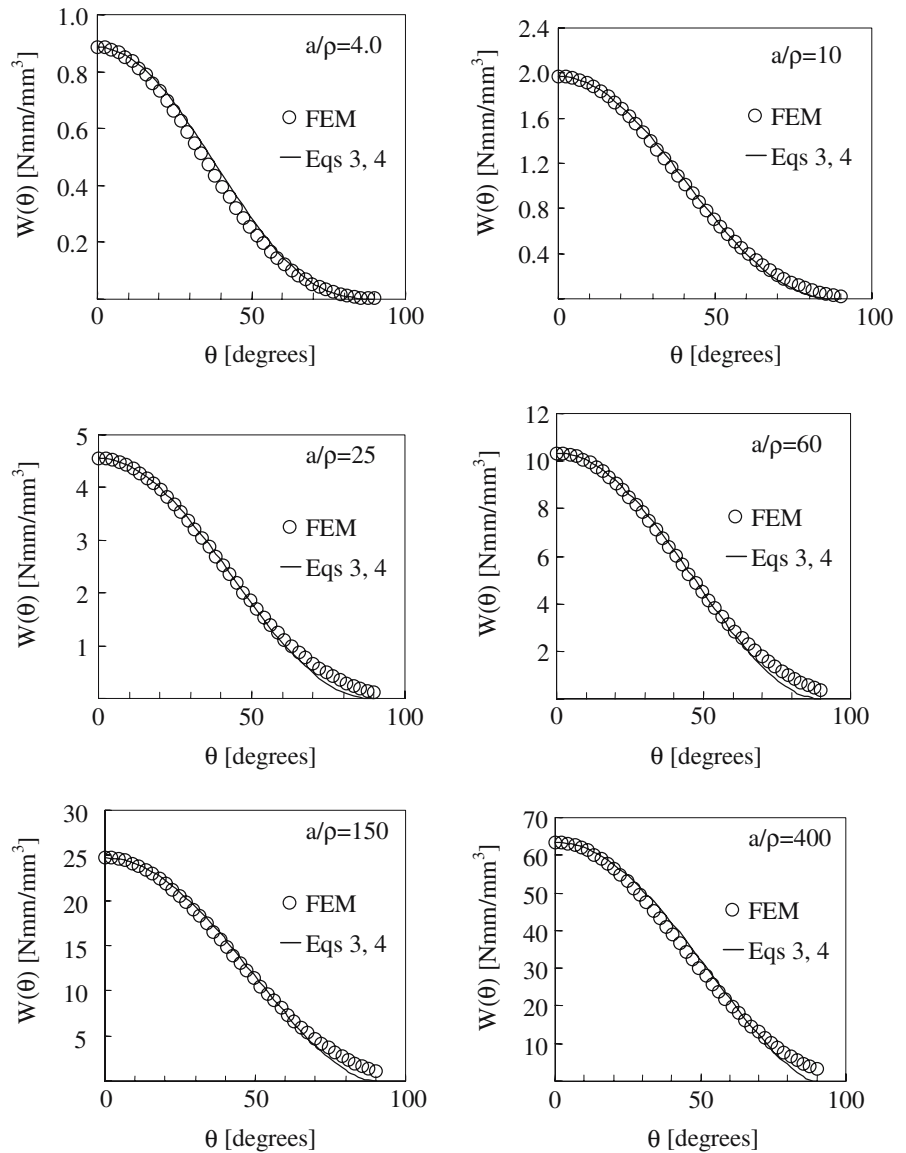 1.0
0.8
0.6
0.4
0.2
W(θ) [Nmm/mm³]
a/ρ=4.0
FEM
Eqs 3, 4
0 50 100
θ [degrees]
2.4
2.0
1.6
1.2
0.8
0.4
W(θ) [Nmm/mm³]
a/ρ=10
FEM
Eqs 3, 4
0 50 100
θ [degrees]
5
4
3
2
1
W(θ) [Nmm/mm³]
a/ρ=25
FEM
Eqs 3, 4
0 50 100
θ [degrees]
12
10
8
6
4
2
W(θ) [Nmm/mm³]
a/ρ=60
FEM
Eqs 3, 4
0 50 100
θ [degrees]
30
25
20
15
10
5
W(θ) [Nmm/mm³]
a/ρ=150
FEM
Eqs 3, 4
0 50 100
θ [degrees]
70
60
50
40
30
20
10
W(θ) [Nmm/mm³]
a/ρ=400
FEM
Eqs 3, 4
0 50 100
θ [degrees]